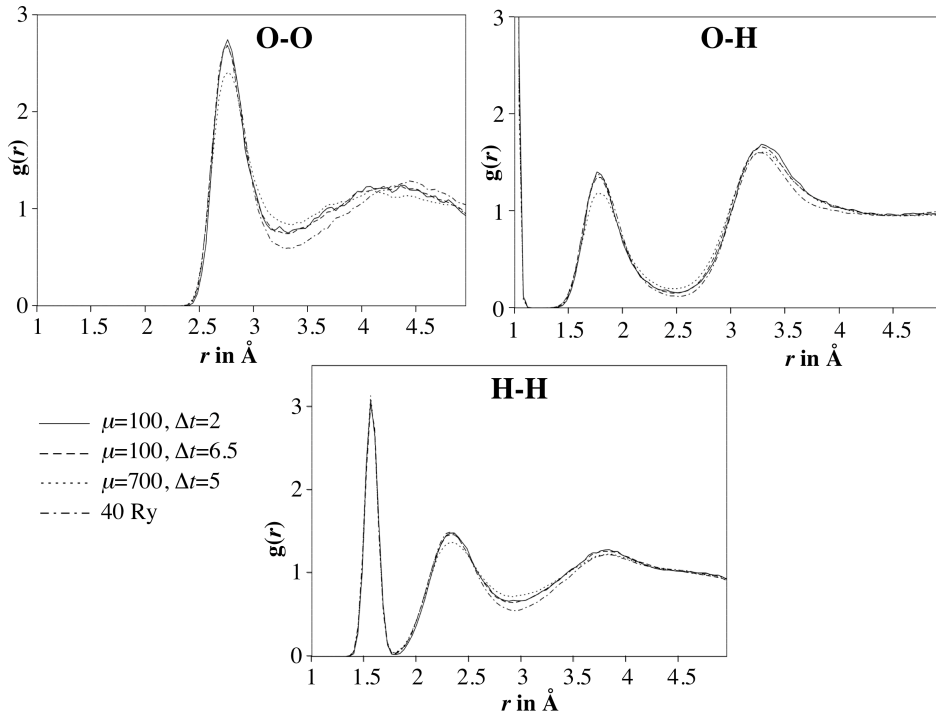 O-O
3
2
1
0
g(r)
1 1.5 2 2.5 3 3.5 4 4.5
r in Å
O-H
3
2
1
0
g(r)
1 1.5 2 2.5 3 3.5 4 4.5
r in Å
μ=100, Δt=2
μ=100, Δt=6.5
μ=700, Δt=5
40 Ry
H-H
3
2
1
0
g(r)
1 1.5 2 2.5 3 3.5 4 4.5
r in Å